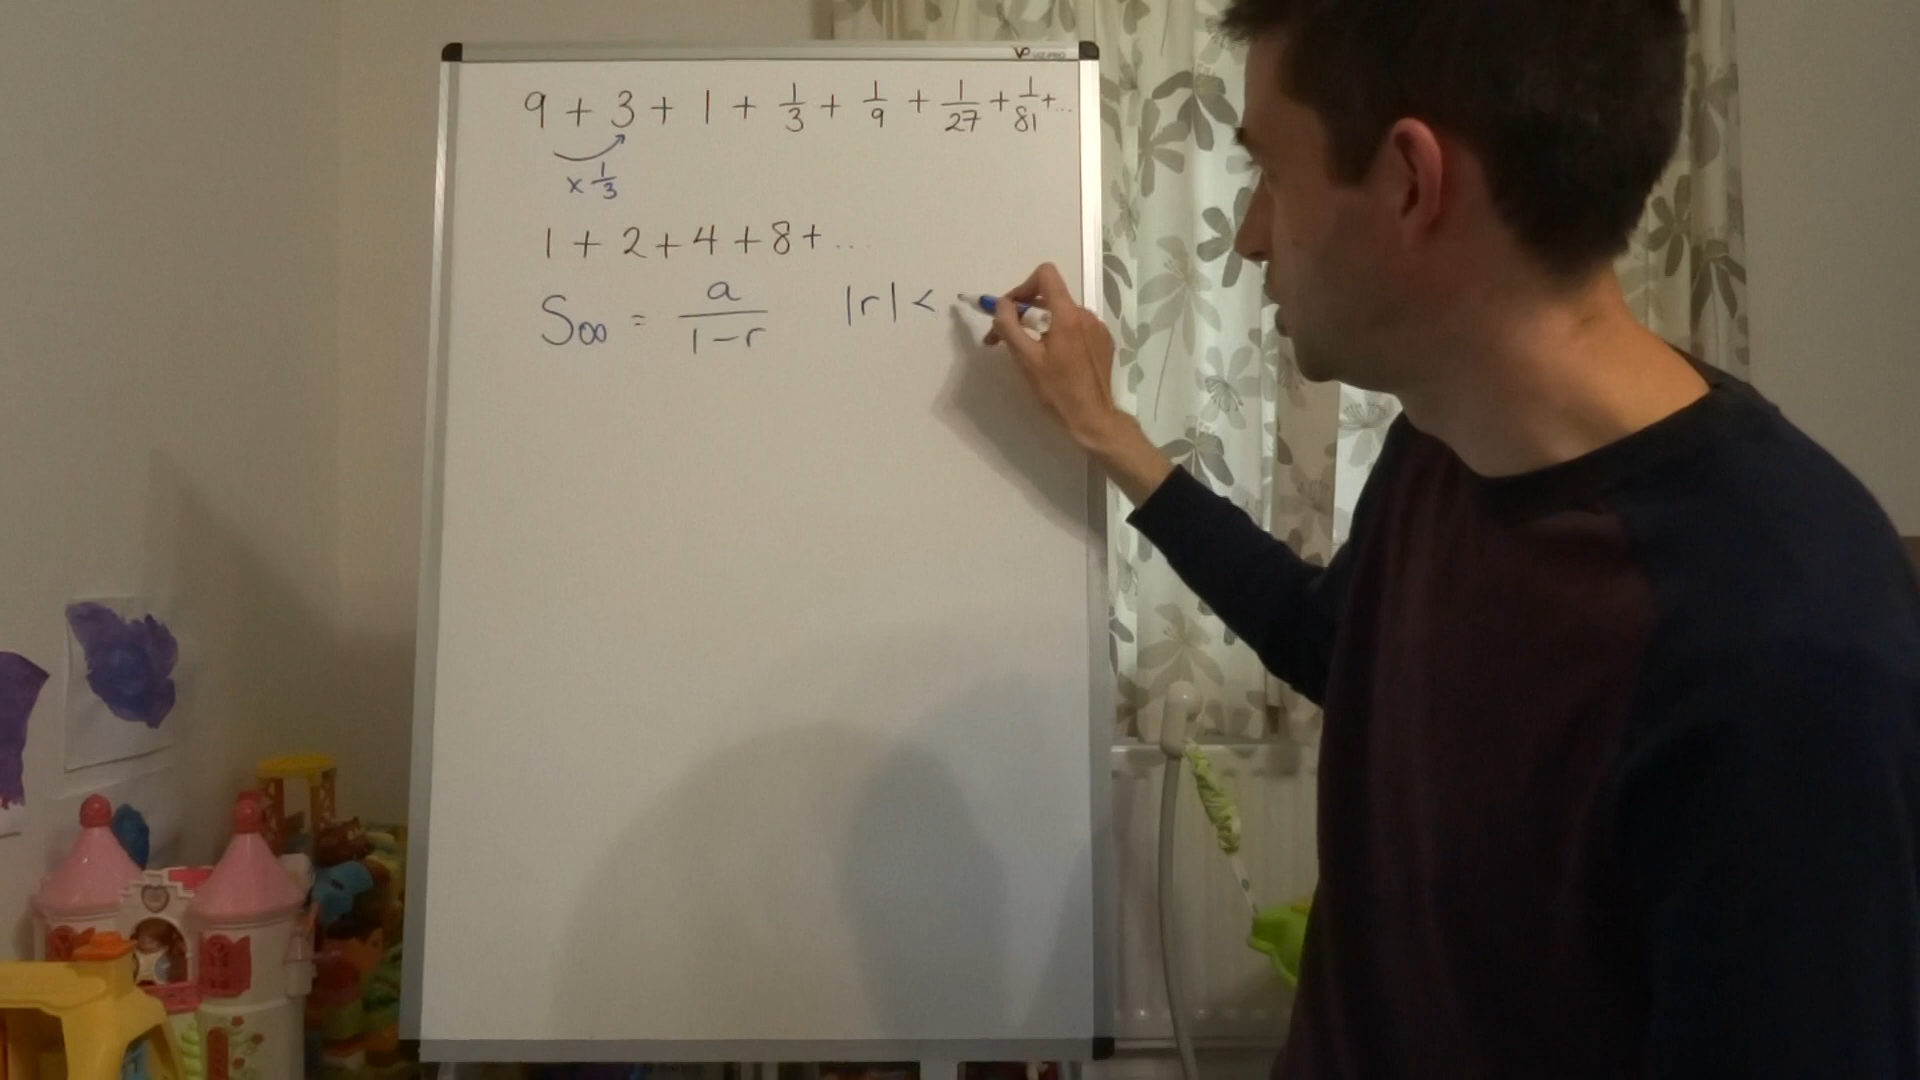 9 + 3 + 1 + 1/3 + 1/9 + 1/27 + 1/81 + ...
x 1/3
1 + 2 + 4 + 8 + ...
S∞ = a/(1-r) |r| <